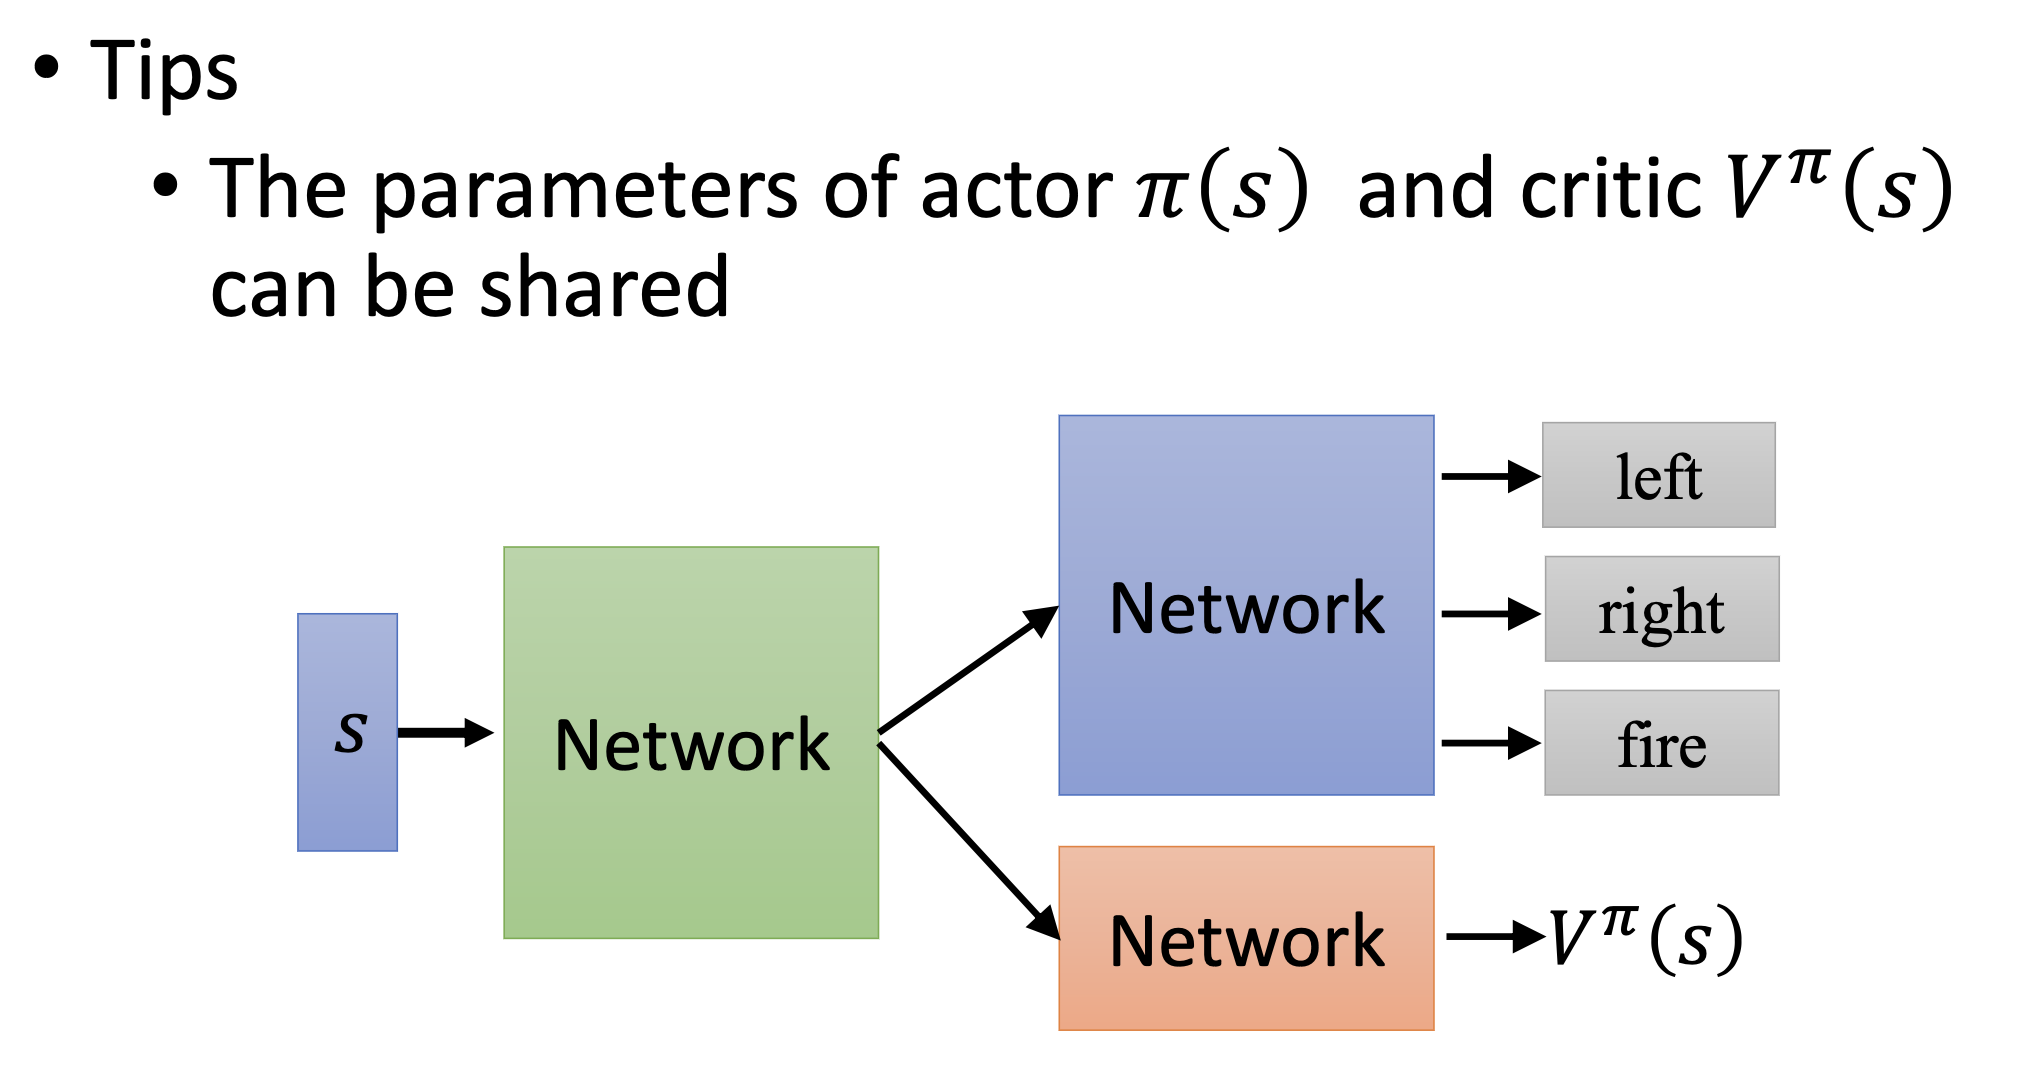 • Tips
• The parameters of actor π(s) and critic V^π(s)
can be shared
left
Network
right
s
Network
fire
Network
V^π(s)